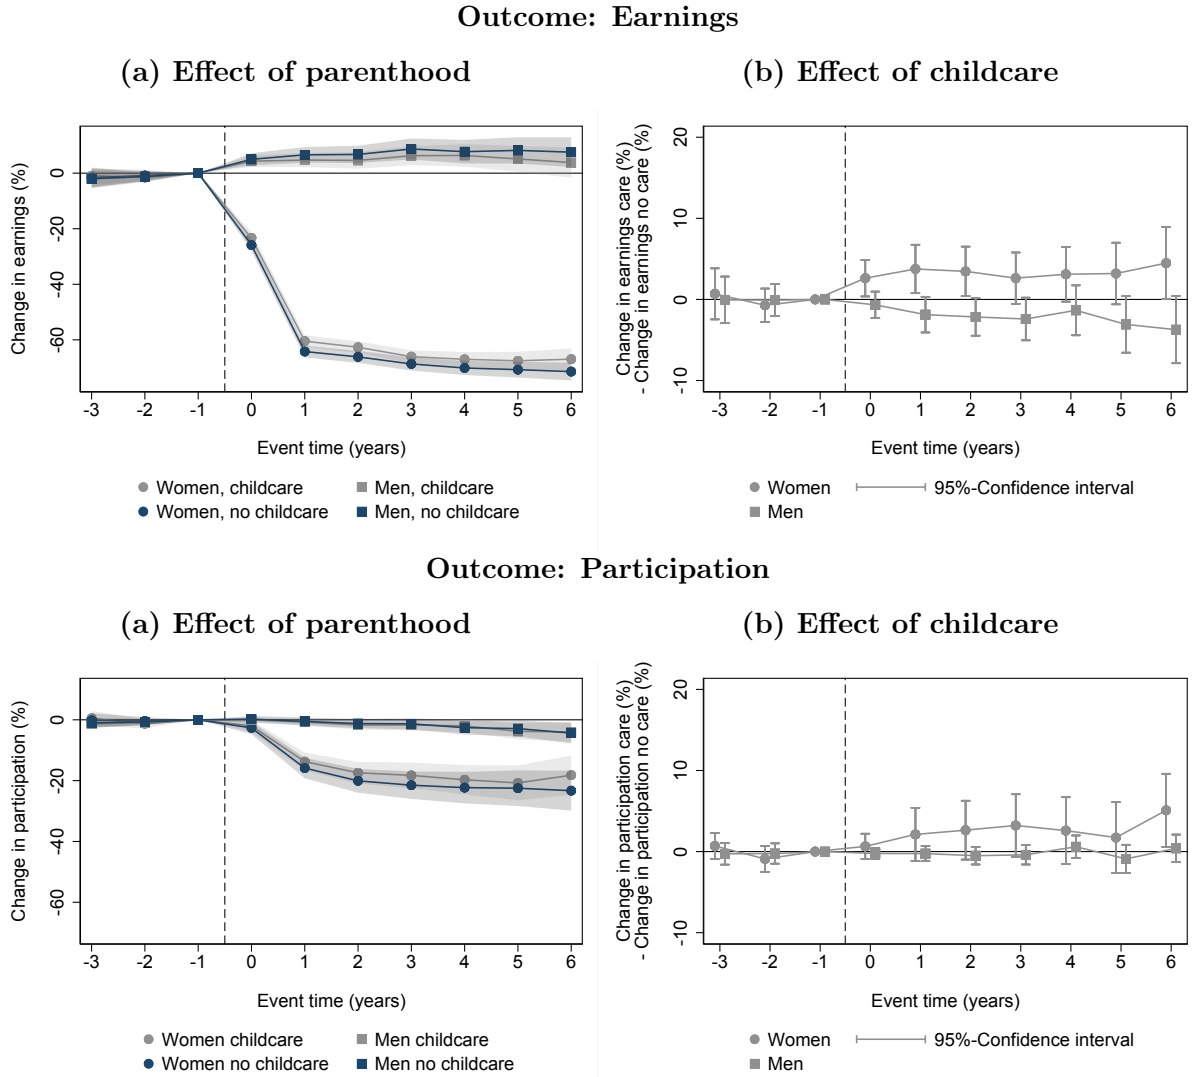 Outcome: Earnings
(a) Effect of parenthood
(b) Effect of childcare
Change in earnings (%)
0
-20
-40
-60
-3 -2 -1 0 1 2 3 4 5 6
Event time (years)
Women, childcare Men, childcare
Women, no childcare Men, no childcare
Change in earnings care (%)
- Change in earnings no care (%)
20
10
0
-10
-3 -2 -1 0 1 2 3 4 5 6
Event time (years)
Women 95%-Confidence interval
Men
Outcome: Participation
(a) Effect of parenthood
(b) Effect of childcare
Change in participation (%)
0
20
40
-60
-3 -2 -1 0 1 2 3 4 5 6
Event time (years)
Women childcare Men childcare
Women no childcare Men no childcare
Change in participation care (%)
- Change in participation no care (%)
20
10
0
-10
-3 -2 -1 0 1 2 3 4 5 6
Event time (years)
Women 95%-Confidence interval
Men